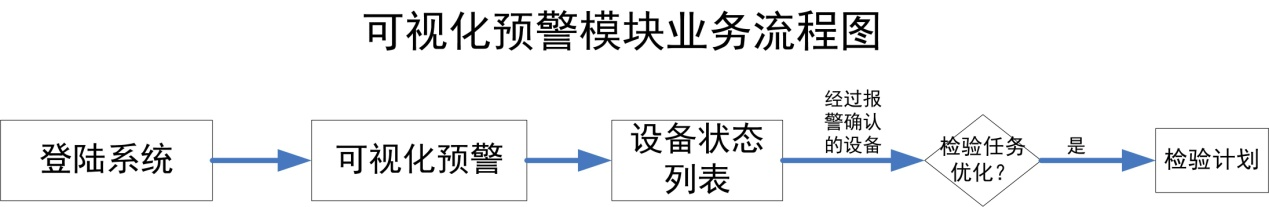 可视化预警模块业务流程图
登陆系统
可视化预警
设备状态
列表
经过报
警确认
的设备
检验任务
优化？
是
检验计划